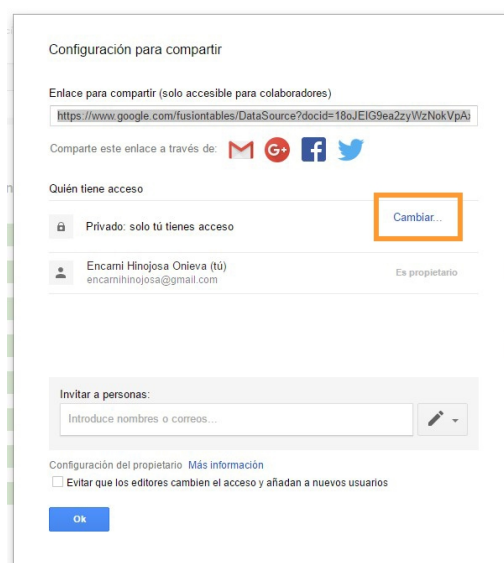 Configuración para compartir
Enlace para compartir (solo accesible para colaboradores)
https://www.google.com/fusiontables/DataSource?docid=18oJEIG9ea2zyWzNokVpA
Comparte este enlace a través de:
Quién tiene acceso
Privado: solo tú tienes acceso
Cambiar...
Encarni Hinojosa Onieva (tú)
encarnihinojosa@gmail.com
Es propietario
Invitar a personas:
Introduce nombres o correos...
Configuración del propietario Más información
Evitar que los editores cambien el acceso y añadan a nuevos usuarios
Ok